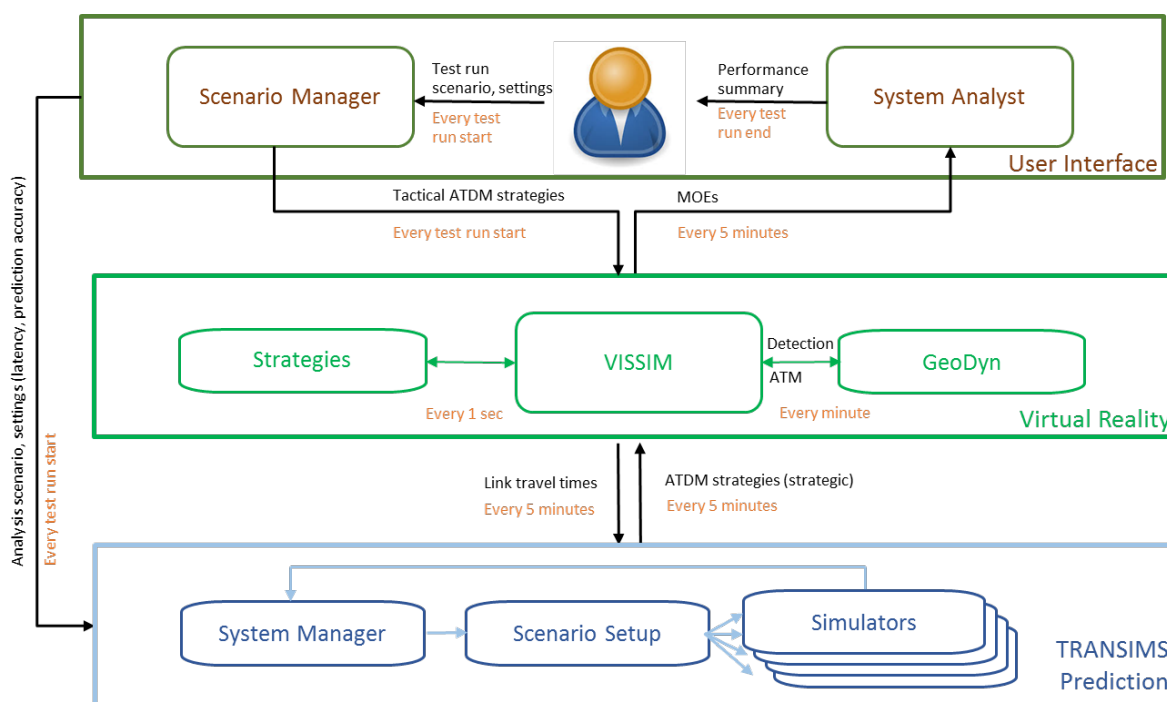 Scenario Manager
Test run
scenario, settings
Every test
run start
Performance
summary
Every test
run end
System Analyst
User Interface
Analysis scenario, settings (latency, prediction accuracy)
Every test run start
Tactical ATDM strategies
Every test run start
MOEs
Every 5 minutes
Strategies
Every 1 sec
VISSIM
Detection
ATM
Every minute
GeoDyn
Virtual Reality
Link travel times
Every 5 minutes
ATDM strategies (strategic)
Every 5 minutes
System Manager
Scenario Setup
Simulators
TRANSIMS
Prediction